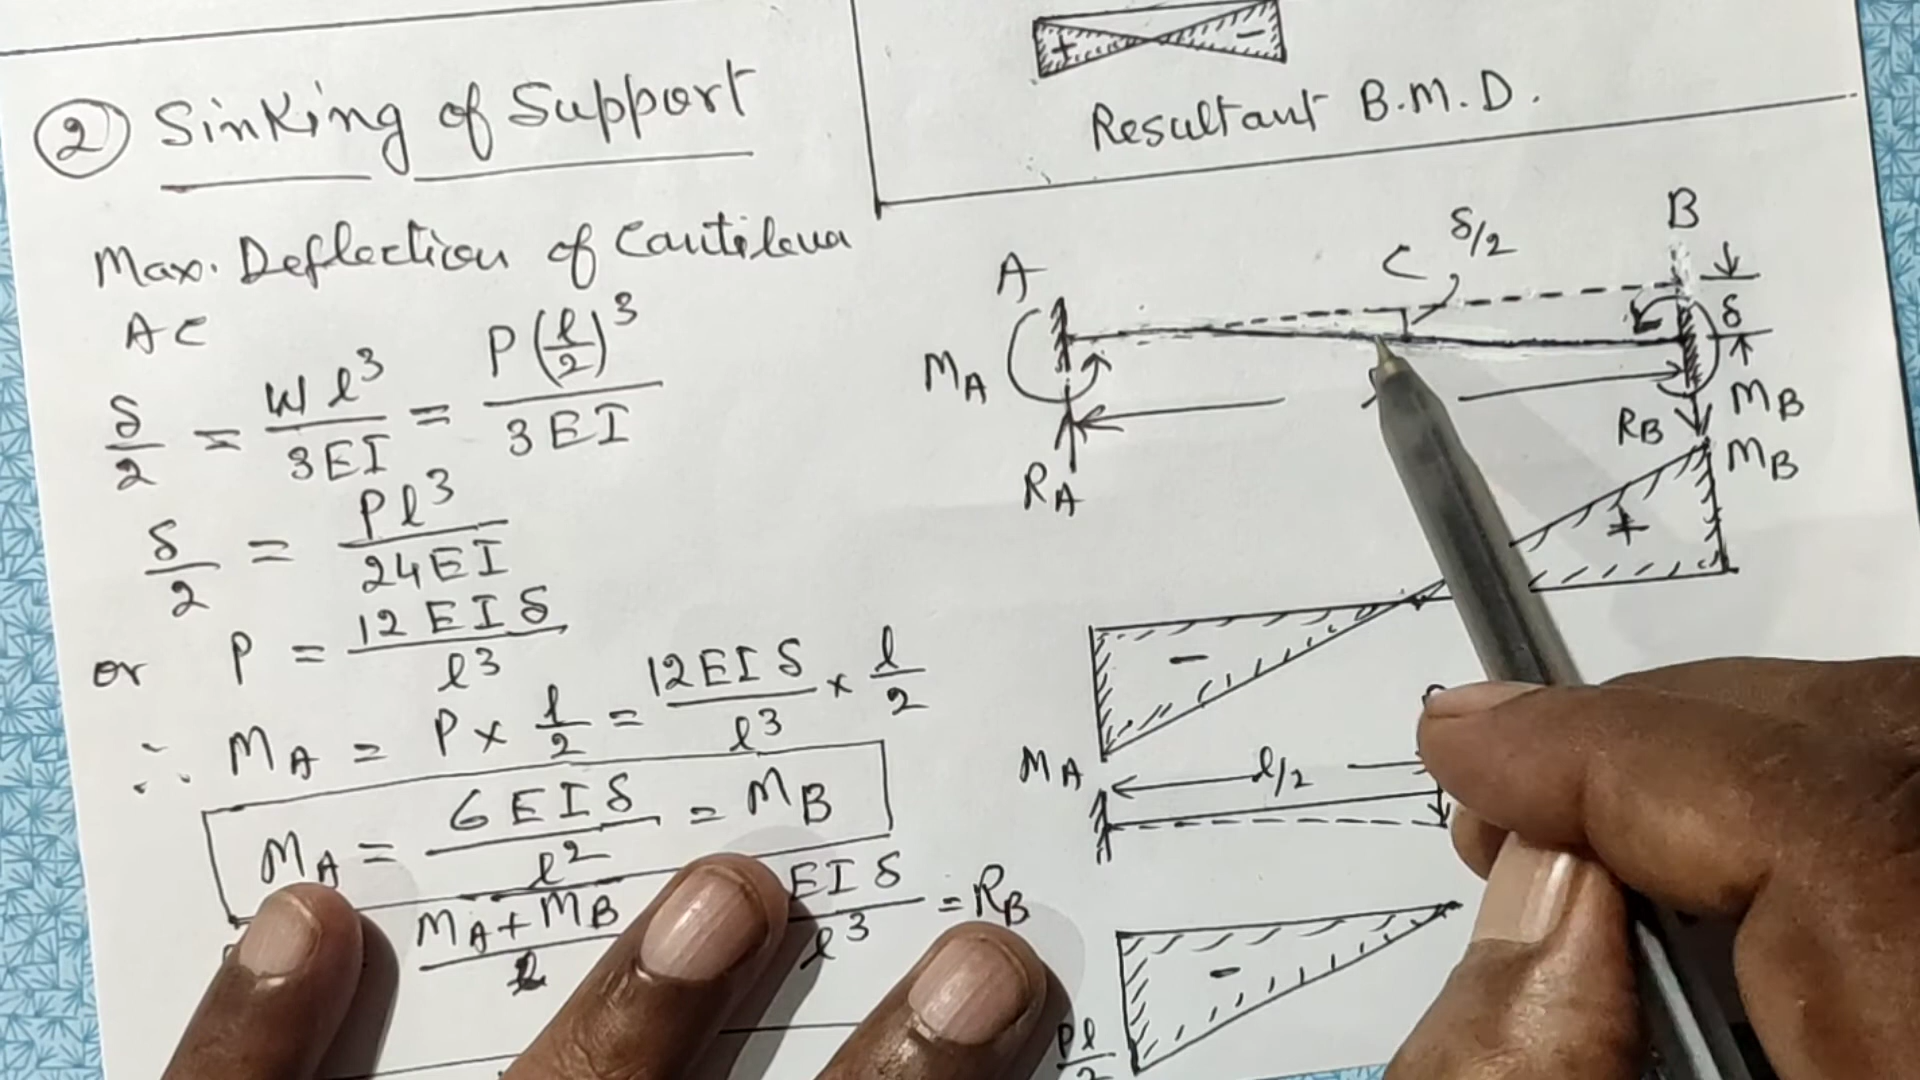 + -
Resultant B.M.D.
② Sinking of Support
Max. Deflection of Cantilever
AC
δ/2 = Wl³/3EI = P(l/2)³/3EI
δ/2 = Pl³/24EI
or P = 12EIδ/l³
∴ MA = P × l/2 = 12EIδ/l³ × l/2
MA = 6EIδ/l² = MB
MA+MB/l
EIδ/l³ = RB
A C δ/2 B
δ
MA
MB
RA
RB
MB
+
-
MA
l/2
-
Pl/2